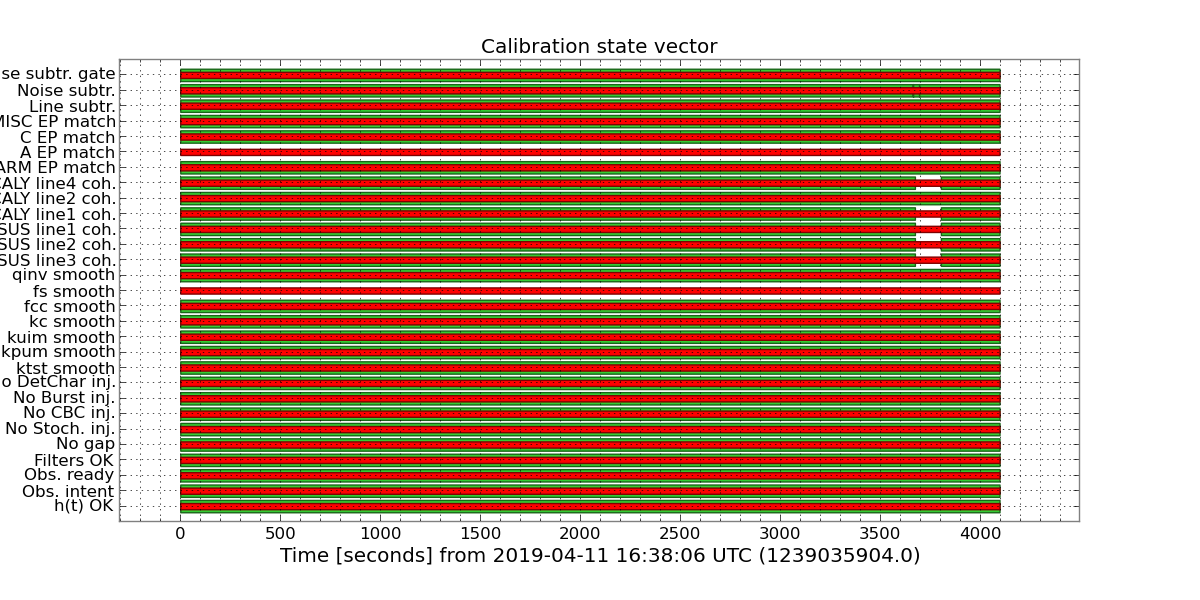 Calibration state vector
se subtr. gate
Noise subtr.
Line subtr.
MISC EP match
C EP match
A EP match
ARM EP match
CALY line4 coh.
CALY line2 coh.
CALY line1 coh.
SUS line1 coh.
SUS line2 coh.
SUS line3 coh.
qinv smooth
fs smooth
fcc smooth
kc smooth
kuim smooth
kpum smooth
ktst smooth
o DetChar inj.
No Burst inj.
No CBC inj.
No Stoch. inj.
No gap
Filters OK
Obs. ready
Obs. intent
h(t) OK
0 500 1000 1500 2000 2500 3000 3500 4000
Time [seconds] from 2019-04-11 16:38:06 UTC (1239035904.0)